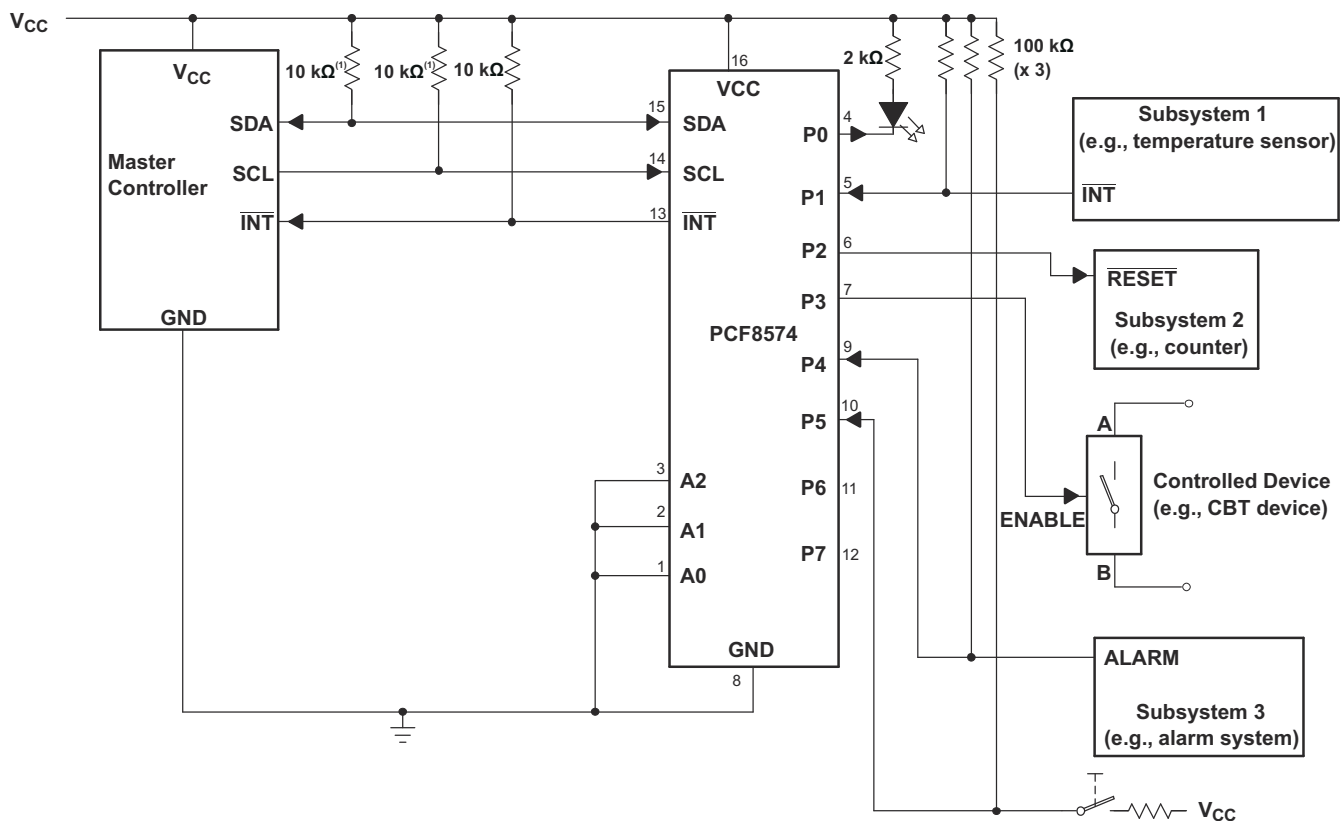 V_CC
V_CC
10 kΩ(1)
10 kΩ(1)
10 kΩ
16
VCC
2 kΩ
100 kΩ
(x 3)
SDA
15
SDA
4
P0
Subsystem 1
(e.g., temperature sensor)
INT
Master
Controller
SCL
14
SCL
5
P1
INT
13
INT
6
P2
RESET
Subsystem 2
(e.g., counter)
7
P3
GND
PCF8574
9
P4
10
P5
A
3
A2
P6
11
ENABLE
Controlled Device
(e.g., CBT device)
2
A1
P7
12
B
1
A0
GND
8
ALARM
Subsystem 3
(e.g., alarm system)
V_CC